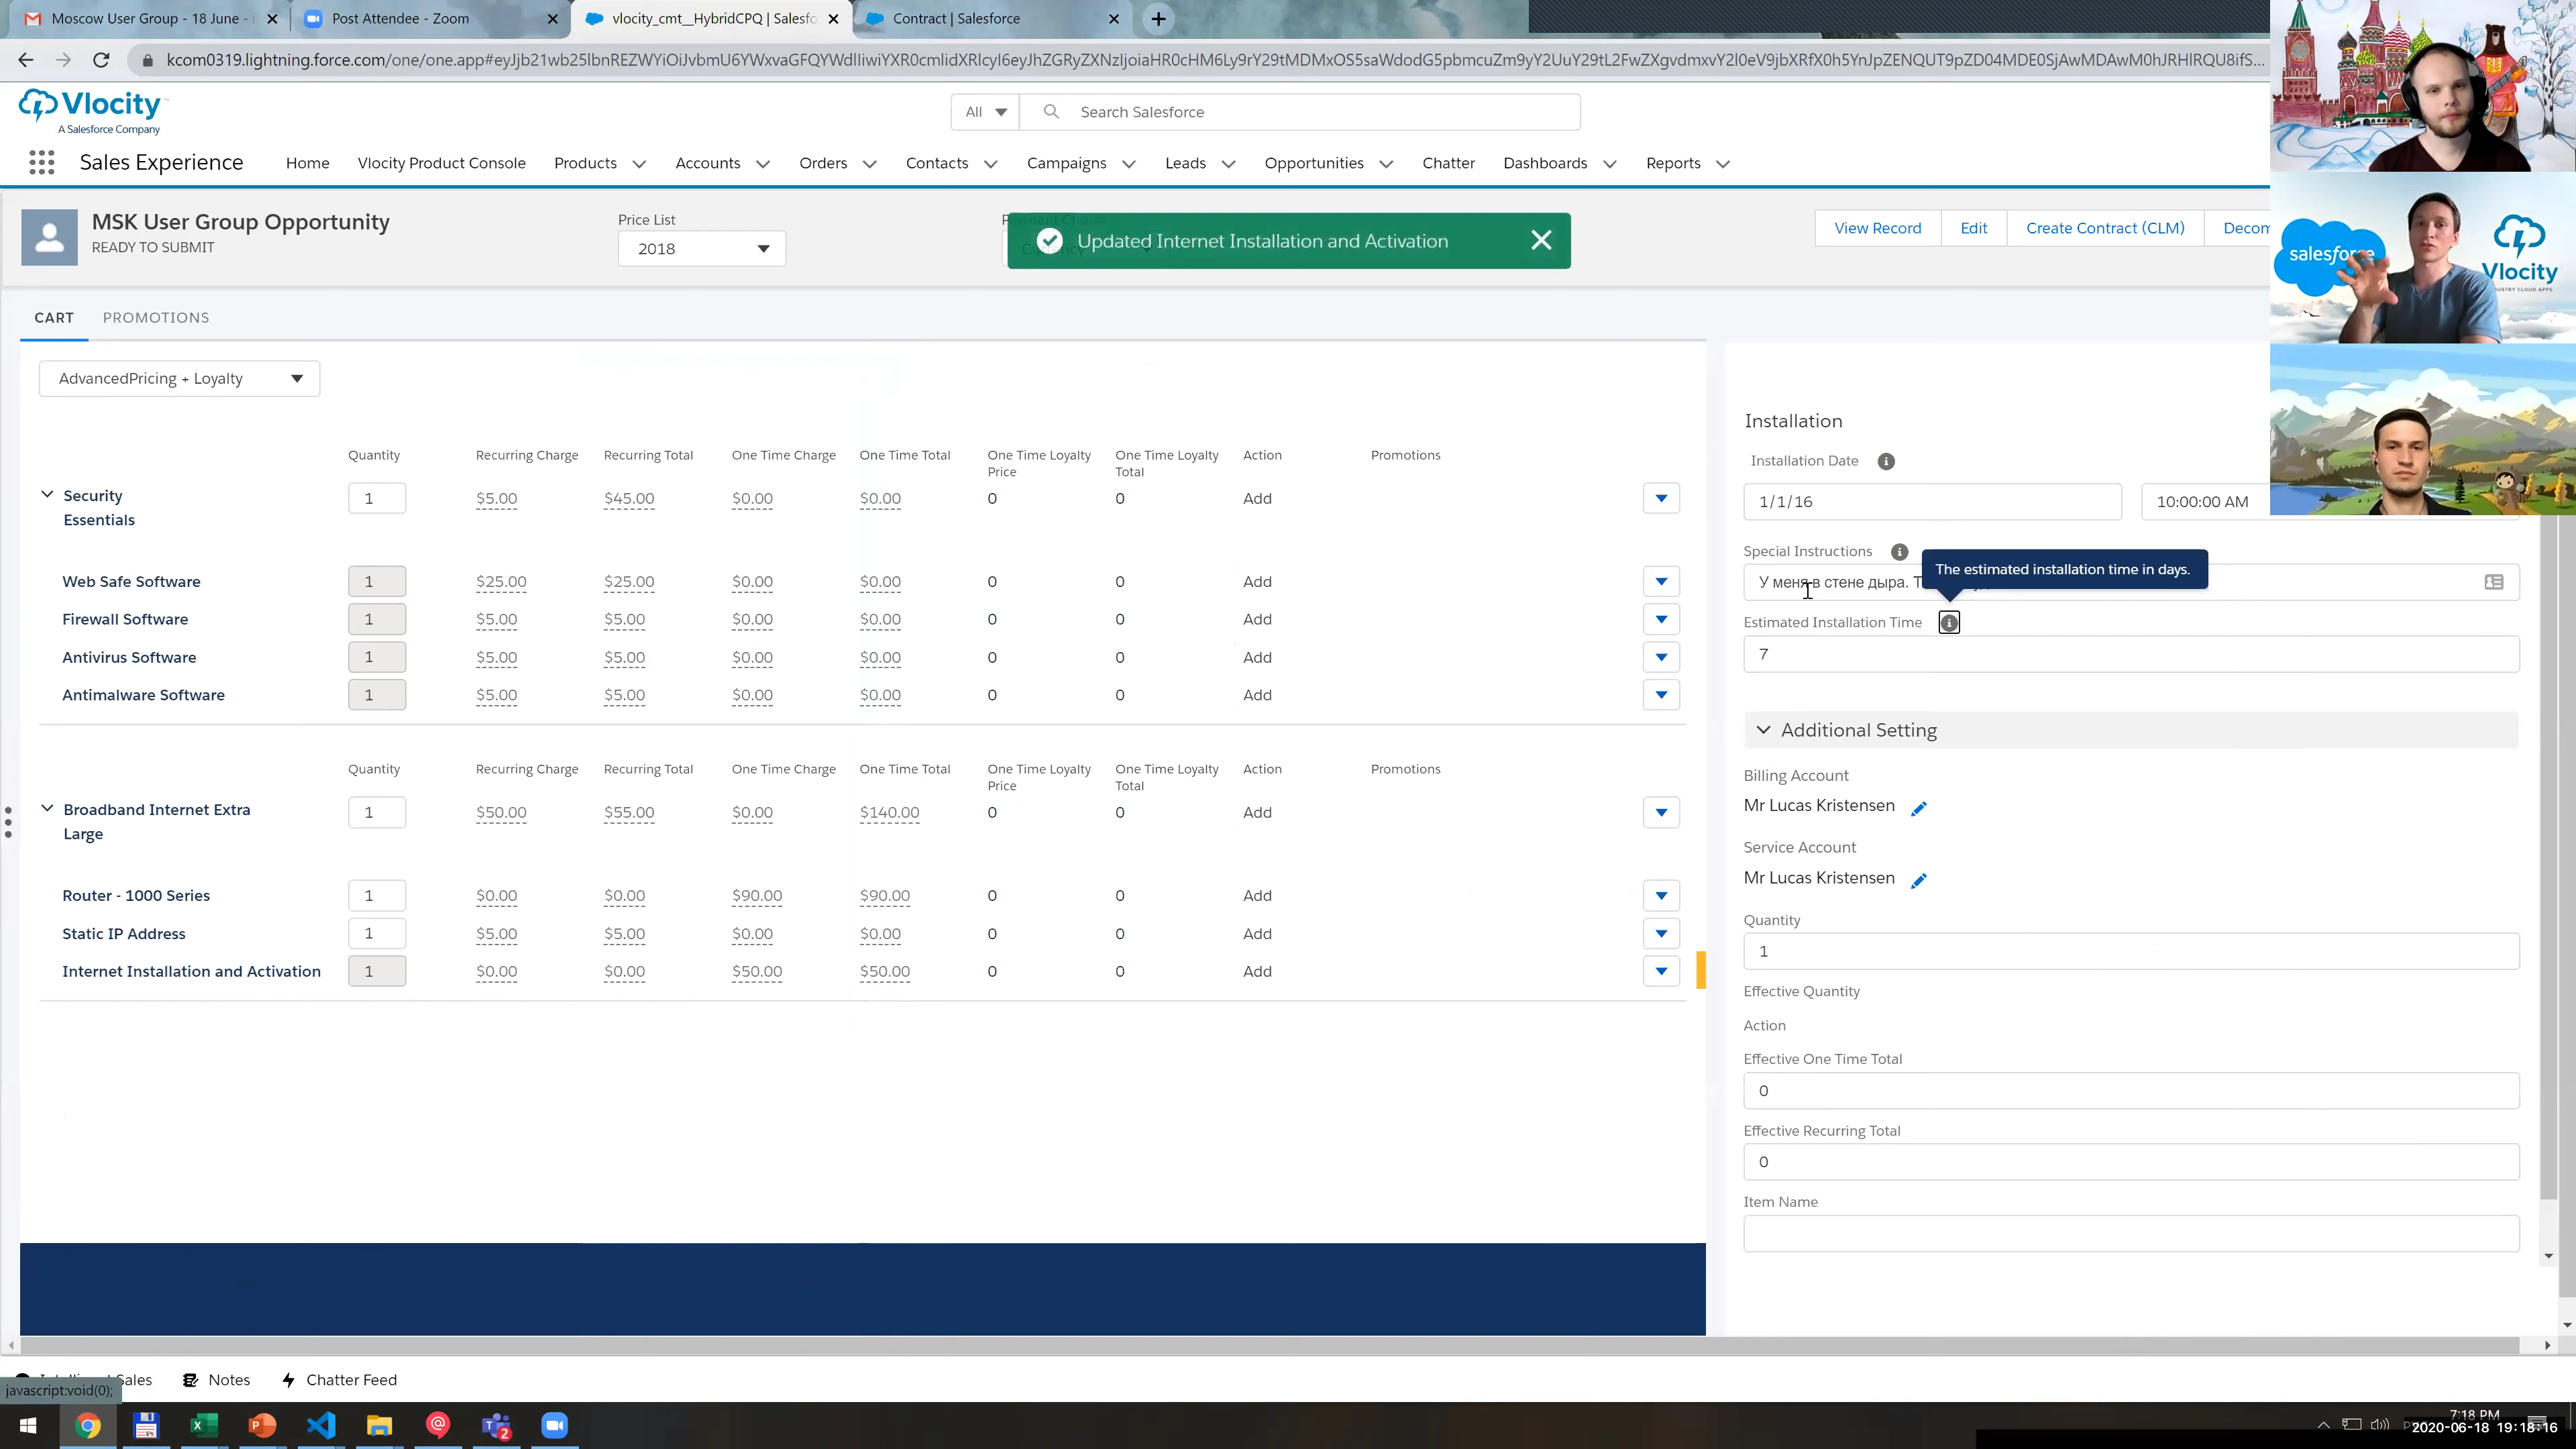 Moscow User Group - 18 June -
Post Attendee - Zoom
vlocity_cmt__HybridCPQ | Salesfo
Contract | Salesforce
Vlocity
A Salesforce Company
All
Search Salesforce
Sales Experience
Home
Vlocity Product Console
Products
Accounts
Orders
Contacts
Campaigns
Leads
Opportunities
Chatter
Dashboards
Reports
MSK User Group Opportunity
READY TO SUBMIT
Price List
2018
Updated Internet Installation and Activation
View Record
Edit
Create Contract (CLM)
Decom
salesforce
Vlocity
CART
PROMOTIONS
AdvancedPricing + Loyalty
Quantity Recurring Charge Recurring Total One Time Charge One Time Total One Time Loyalty Price One Time Loyalty Total Action Promotions
Security Essentials 1 $5.00 $45.00 $0.00 $0.00 0 0 Add
Web Safe Software 1 $25.00 $25.00 $0.00 $0.00 0 0 Add
Firewall Software 1 $5.00 $5.00 $0.00 $0.00 0 0 Add
Antivirus Software 1 $5.00 $5.00 $0.00 $0.00 0 0 Add
Antimalware Software 1 $5.00 $5.00 $0.00 $0.00 0 0 Add
Quantity Recurring Charge Recurring Total One Time Charge One Time Total One Time Loyalty Price One Time Loyalty Total Action Promotions
Broadband Internet Extra Large 1 $50.00 $55.00 $0.00 $140.00 0 0 Add
Router - 1000 Series 1 $0.00 $0.00 $90.00 $90.00 0 0 Add
Static IP Address 1 $5.00 $5.00 $0.00 $0.00 0 0 Add
Internet Installation and Activation 1 $0.00 $0.00 $50.00 $50.00 0 0 Add
Installation
Installation Date
1/1/16
10:00:00 AM
Special Instructions
The estimated installation time in days.
У меня в стене дыра.
Estimated Installation Time
7
Additional Setting
Billing Account
Mr Lucas Kristensen
Service Account
Mr Lucas Kristensen
Quantity
1
Effective Quantity
Action
Effective One Time Total
0
Effective Recurring Total
0
Item Name
Sales
Notes
Chatter Feed
javascript:void(0);
7:18 PM
2020-06-18 19:18:16